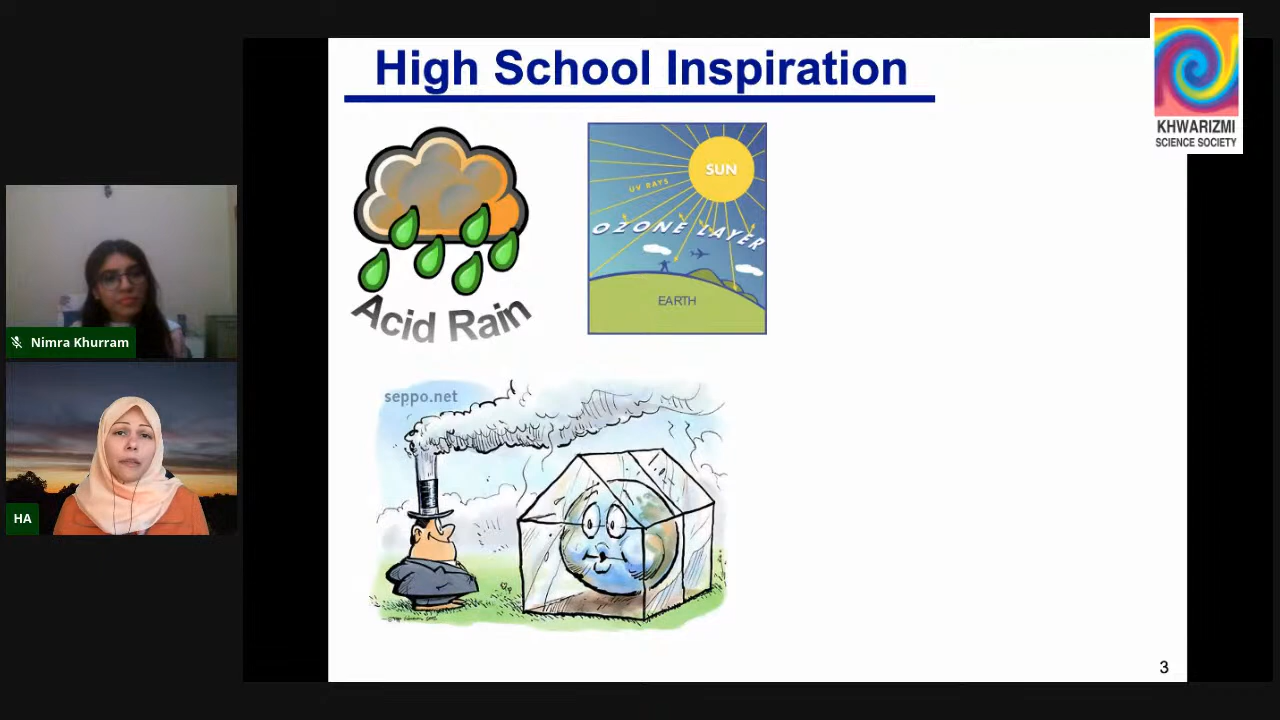 High School Inspiration
KHWARIZMI
SCIENCE SOCIETY
Acid Rain
SUN
UV RAYS
OZONE LAYER
EARTH
seppo.net
Nimra Khurram
HA
3